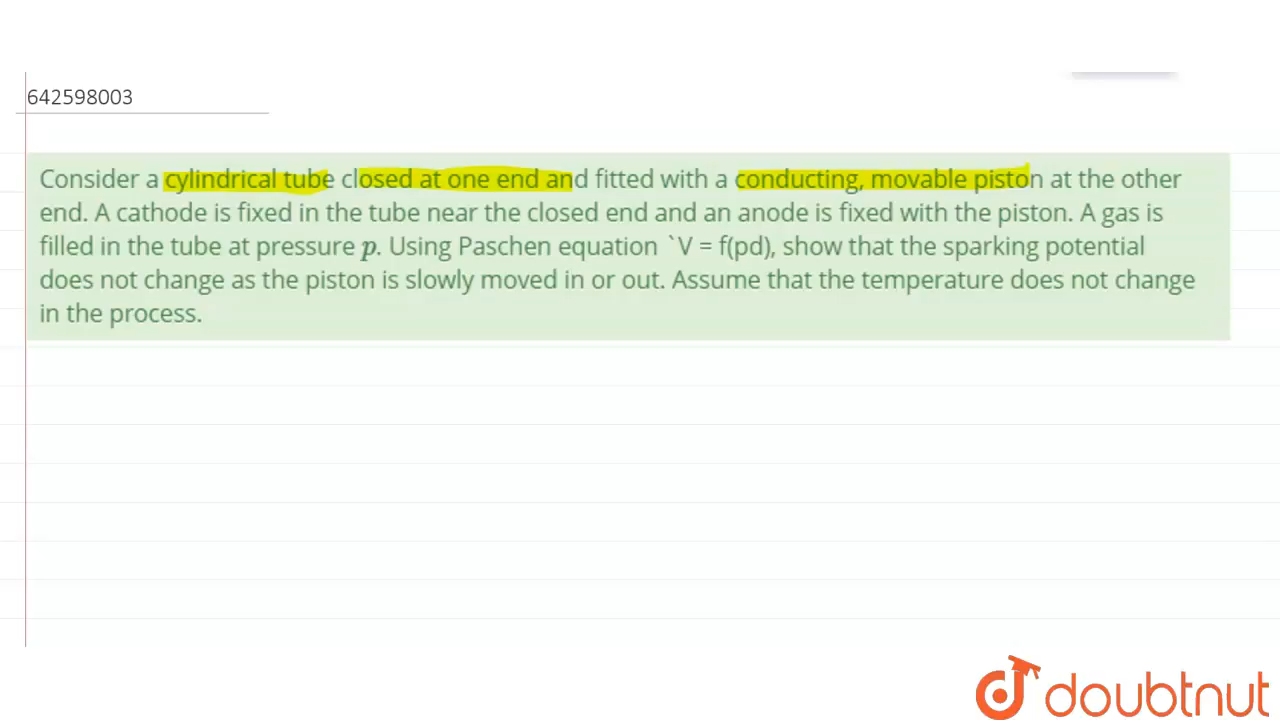 642598003
Consider a cylindrical tube closed at one end and fitted with a conducting, movable piston at the other
end. A cathode is fixed in the tube near the closed end and an anode is fixed with the piston. A gas is
filled in the tube at pressure p. Using Paschen equation `V = f(pd), show that the sparking potential
does not change as the piston is slowly moved in or out. Assume that the temperature does not change
in the process.
doubtnut